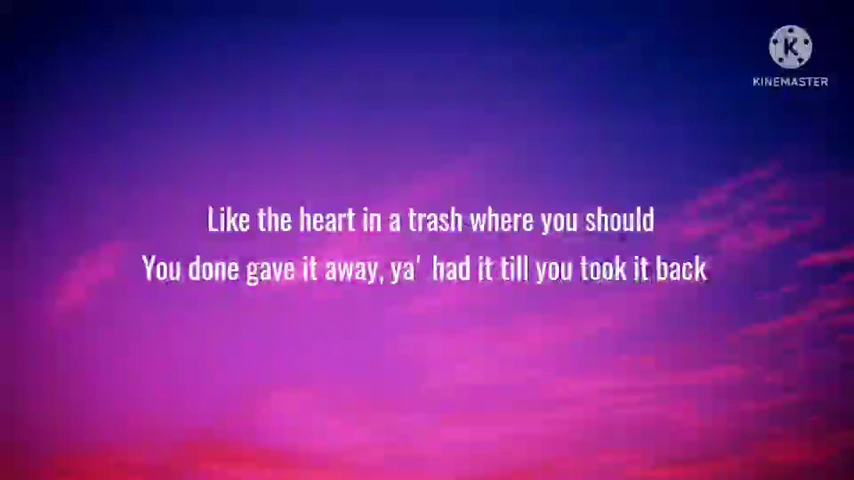 KINEMASTER
Like the heart in a trash where you should
You done gave it away, ya' had it till you took it back